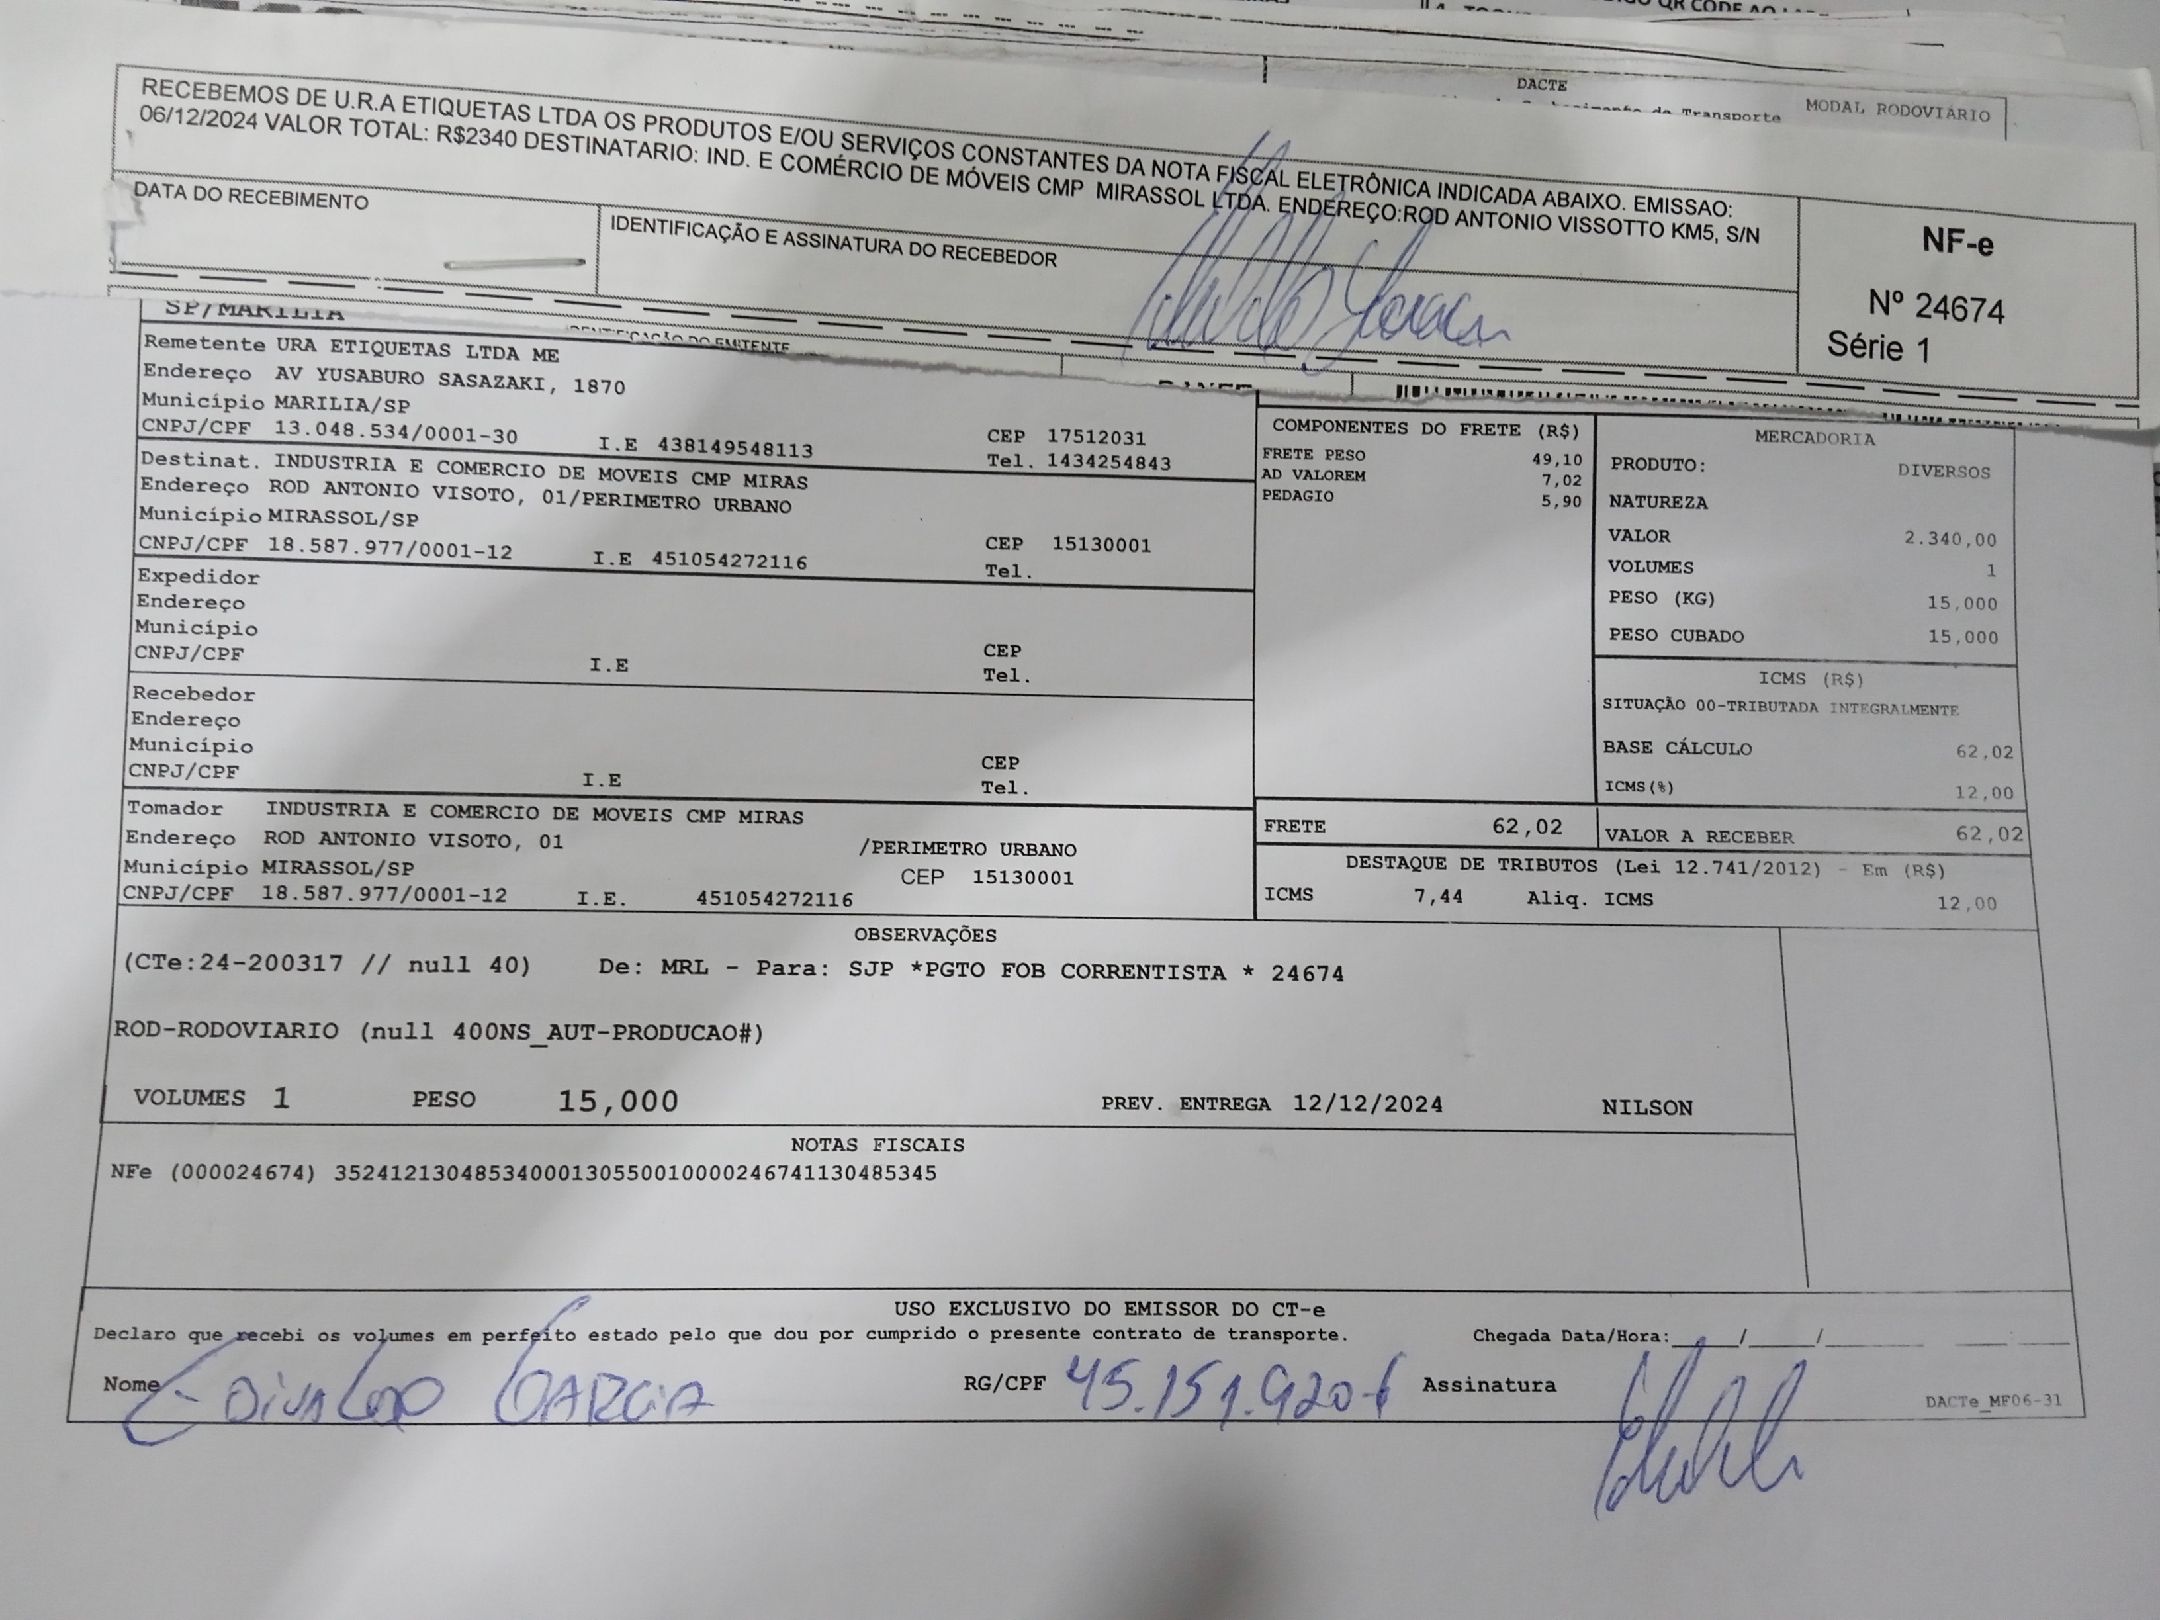 DACTE
MODAL RODOVIÁRIO
RECEBEMOS DE U.R.A ETIQUETAS LTDA OS PRODUTOS E/OU SERVIÇOS CONSTANTES DA NOTA FISCAL ELETRÔNICA INDICADA ABAIXO. EMISSAO:
06/12/2024 VALOR TOTAL: R$2340 DESTINATARIO: IND. E COMÉRCIO DE MÓVEIS CMP MIRASSOL LTDA. ENDEREÇO:ROD ANTONIO VISSOTTO KM5, S/N
DATA DO RECEBIMENTO
IDENTIFICAÇÃO E ASSINATURA DO RECEBEDOR
NF-e
Nº 24674
Série 1
SP/MARILIA
Remetente URA ETIQUETAS LTDA ME
Endereço AV YUSABURO SASAZAKI, 1870
Município MARILIA/SP
CNPJ/CPF 13.048.534/0001-30 I.E 438149548113 CEP 17512031
Tel. 1434254843
Destinat. INDUSTRIA E COMERCIO DE MOVEIS CMP MIRAS
Endereço ROD ANTONIO VISOTO, 01/PERIMETRO URBANO
Município MIRASSOL/SP
CNPJ/CPF 18.587.977/0001-12 I.E 451054272116 CEP 15130001
Tel.
Expedidor
Endereço
Município
CNPJ/CPF I.E CEP
Tel.
Recebedor
Endereço
Município
CNPJ/CPF I.E CEP
Tel.
Tomador INDUSTRIA E COMERCIO DE MOVEIS CMP MIRAS
Endereço ROD ANTONIO VISOTO, 01 /PERIMETRO URBANO
Município MIRASSOL/SP CEP 15130001
CNPJ/CPF 18.587.977/0001-12 I.E. 451054272116
COMPONENTES DO FRETE (R$)
FRETE PESO 49,10
AD VALOREM 7,02
PEDAGIO 5,90
MERCADORIA
PRODUTO: DIVERSOS
NATUREZA
VALOR 2.340,00
VOLUMES 1
PESO (KG) 15,000
PESO CUBADO 15,000
ICMS (R$)
SITUAÇÃO 00-TRIBUTADA INTEGRALMENTE
BASE CÁLCULO 62,02
ICMS(%) 12,00
FRETE 62,02 VALOR A RECEBER 62,02
DESTAQUE DE TRIBUTOS (Lei 12.741/2012) - Em (R$)
ICMS 7,44 Aliq. ICMS 12,00
OBSERVAÇÕES
(CTe:24-200317 // null 40) De: MRL - Para: SJP *PGTO FOB CORRENTISTA * 24674
ROD-RODOVIARIO (null 400NS_AUT-PRODUCAO#)
VOLUMES 1 PESO 15,000 PREV. ENTREGA 12/12/2024 NILSON
NOTAS FISCAIS
NFe (000024674) 35241213048534000130550010000246741130485345
USO EXCLUSIVO DO EMISSOR DO CT-e
Declaro que recebi os volumes em perfeito estado pelo que dou por cumprido o presente contrato de transporte. Chegada Data/Hora:____/____/
Nome EDIVALDO GARCIA RG/CPF 45.151.920-6 Assinatura
DACTe_MF06-31